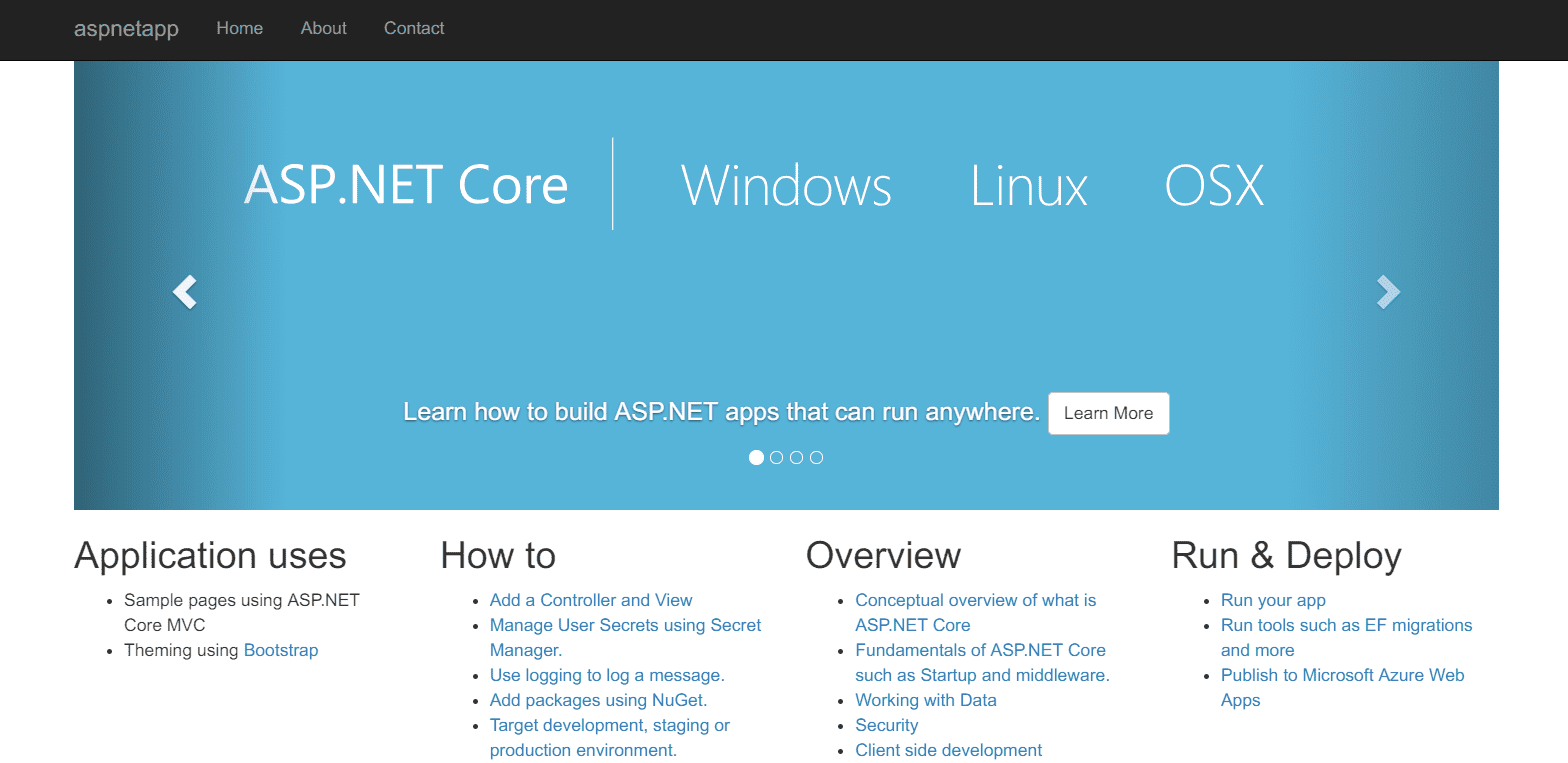 aspnetapp Home About Contact
ASP.NET Core Windows Linux OSX
Learn how to build ASP.NET apps that can run anywhere. Learn More
Application uses
Sample pages using ASP.NET
Core MVC
Theming using Bootstrap
How to
Add a Controller and View
Manage User Secrets using Secret
Manager.
Use logging to log a message.
Add packages using NuGet.
Target development, staging or
production environment.
Overview
Conceptual overview of what is
ASP.NET Core
Fundamentals of ASP.NET Core
such as Startup and middleware.
Working with Data
Security
Client side development
Run & Deploy
Run your app
Run tools such as EF migrations
and more
Publish to Microsoft Azure Web
Apps